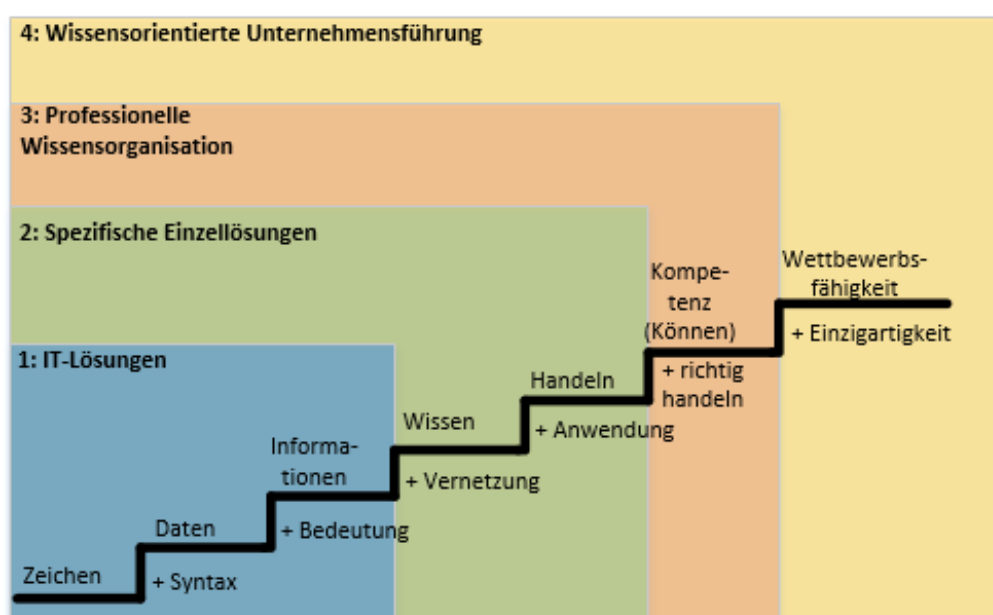 4: Wissensorientierte Unternehmensführung
3: Professionelle
Wissensorganisation
2: Spezifische Einzellösungen
1: IT-Lösungen
Zeichen
+ Syntax
Daten
+ Bedeutung
Informa-
tionen
+ Vernetzung
Wissen
+ Anwendung
Handeln
+ richtig
handeln
Kompe-
tenz
(Können)
+ Einzigartigkeit
Wettbewerbs-
fähigkeit